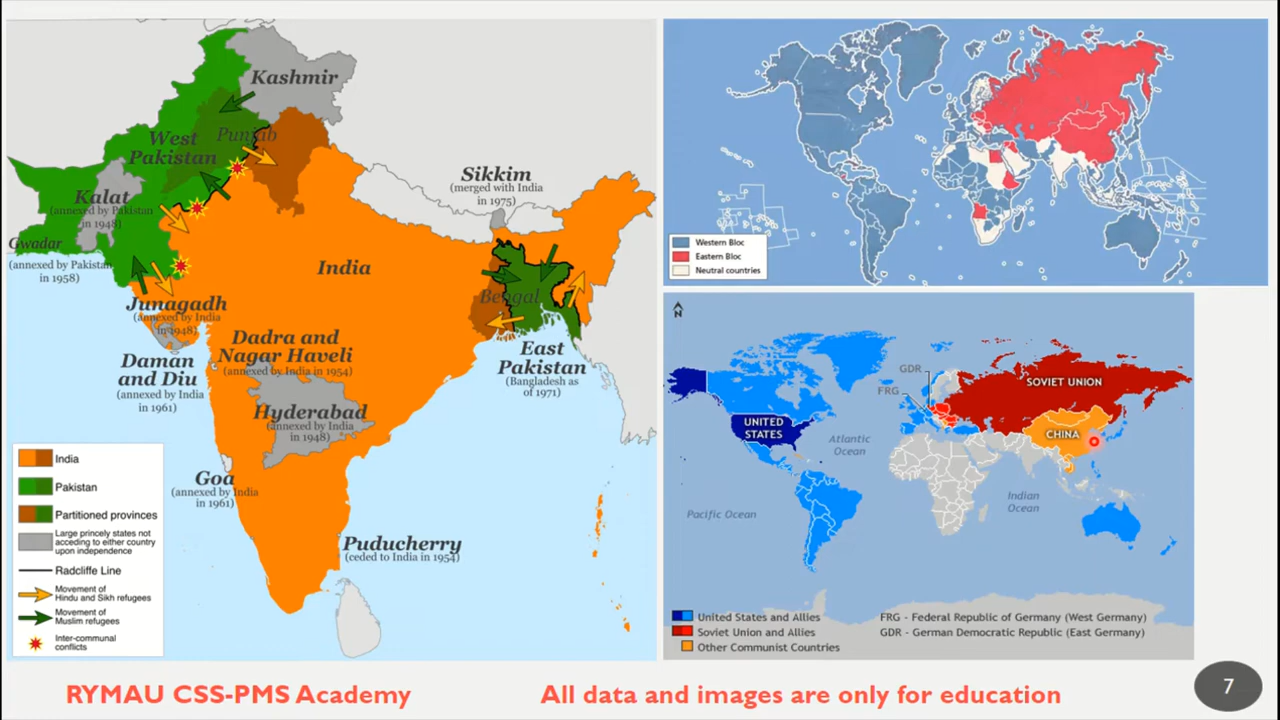 Kashmir
Punjab
West
Pakistan
Kalat
(annexed by Pakistan
in 1948)
Gwadar
(annexed by Pakistan
in 1958)
Sikkim
(merged with India
in 1975)
India
Bengal
Junagadh
(annexed by India
in 1948)
Dadra and
Nagar Haveli
(annexed by India in 1954)
East
Pakistan
(Bangladesh as
of 1971)
Daman
and Diu
(annexed by India
in 1961)
Hyderabad
(annexed by India
in 1948)
Goa
(annexed by India
in 1961)
Puducherry
(ceded to India in 1954)
India
Pakistan
Partitioned provinces
Large princely states not
acceding to either country
upon independence
Radcliffe Line
Movement of
Hindu and Sikh refugees
Movement of
Muslim refugees
Inter-communal
conflicts
Western Bloc
Eastern Bloc
Neutral countries
N
GDR
FRG
SOVIET UNION
UNITED
STATES
CHINA
Atlantic
Ocean
Pacific Ocean
Indian
Ocean
United States and Allies
Soviet Union and Allies
Other Communist Countries
FRG - Federal Republic of Germany (West Germany)
GDR - German Democratic Republic (East Germany)
RYMAU CSS-PMS Academy
All data and images are only for education
7